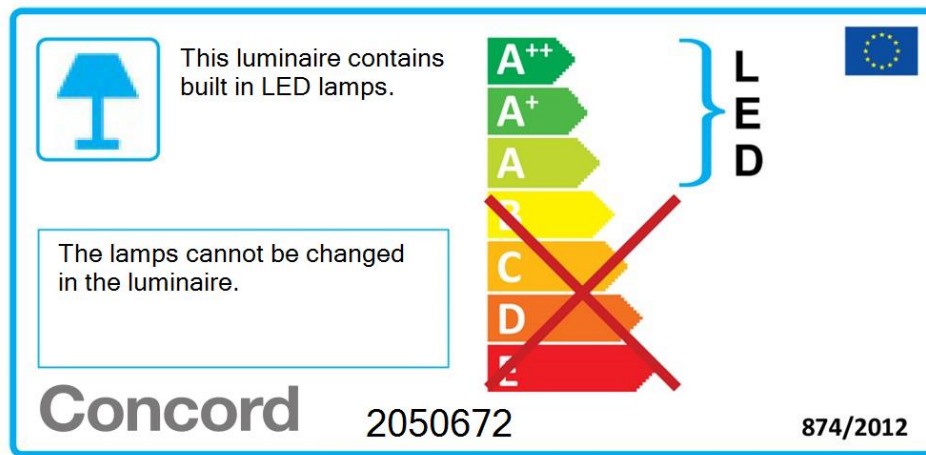 This luminaire contains
built in LED lamps.
The lamps cannot be changed
in the luminaire.
A++
A+
A
B
C
D
E
L
E
D
Concord
2050672
874/2012